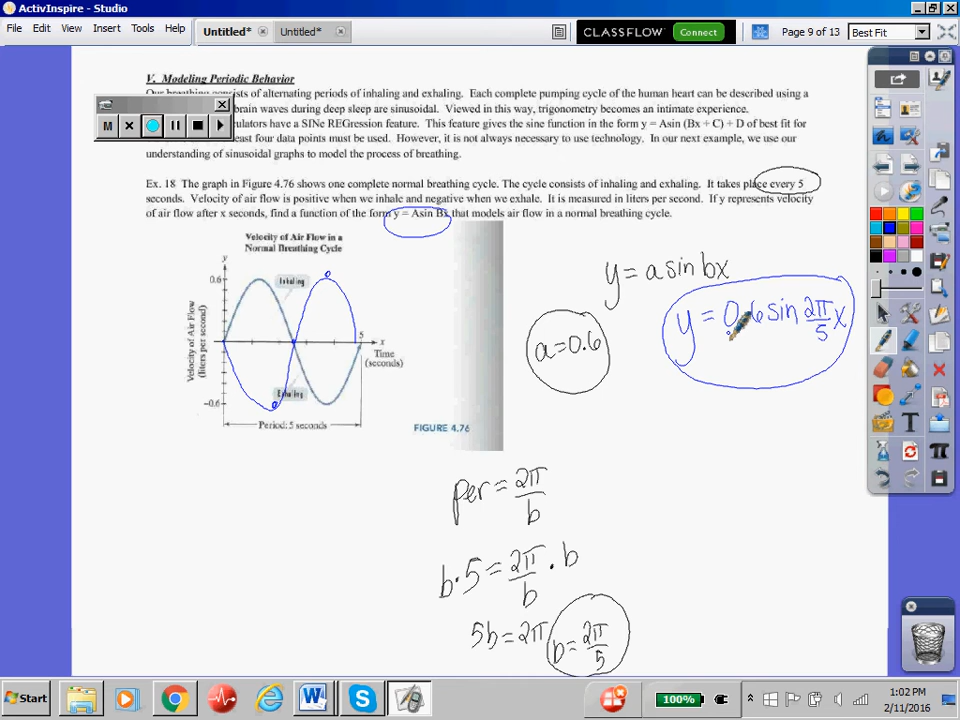 ActivInspire - Studio
File Edit View Insert Tools Help
Untitled* Untitled*
CLASSFLOW Connect
Page 9 of 13 Best Fit
V. Modeling Periodic Behavior
Our breathing consists of alternating periods of inhaling and exhaling. Each complete pumping cycle of the human heart can be described using a
brain waves during deep sleep are sinusoidal. Viewed in this way, trigonometry becomes an intimate experience.
ulators have a SINe REGression feature. This feature gives the sine function in the form y = Asin (Bx + C) + D of best fit for
east four data points must be used. However, it is not always necessary to use technology. In our next example, we use our
understanding of sinusoidal graphs to model the process of breathing.
M
Ex. 18 The graph in Figure 4.76 shows one complete normal breathing cycle. The cycle consists of inhaling and exhaling. It takes place every 5
seconds. Velocity of air flow is positive when we inhale and negative when we exhale. It is measured in liters per second. If y represents velocity
of air flow after x seconds, find a function of the form y = Asin Bx that models air flow in a normal breathing cycle.
Velocity of Air Flow in a
Normal Breathing Cycle
y
0.6
Inhaling
5
x
Time
(seconds)
Velocity of Air Flow
(liters per second)
Exhaling
-0.6
Period: 5 seconds
FIGURE 4.76
y = a sin bx
y = 0.6 sin 2π/5 x
a = 0.6
per = 2π/b
b · 5 = 2π/b · b
5b = 2π
b = 2π/5
Start
100%
1:02 PM
2/11/2016